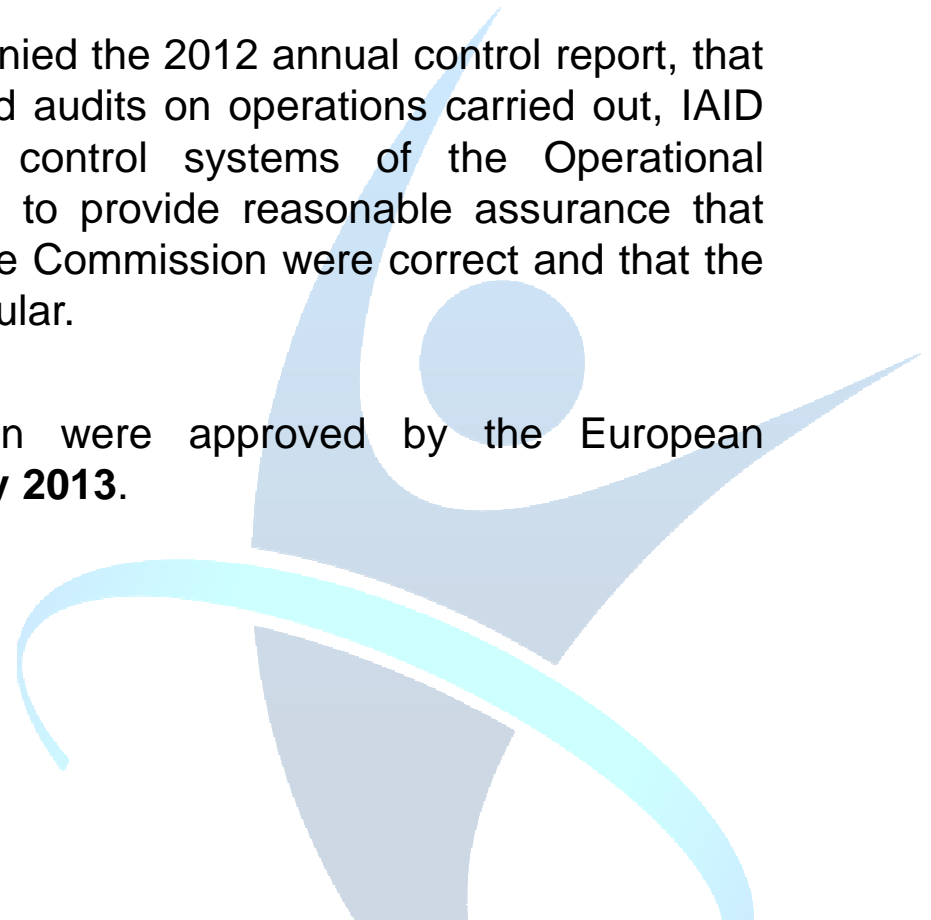 nied the 2012 annual control report, that
d audits on operations carried out, IAID
control systems of the Operational
to provide reasonable assurance that
e Commission were correct and that the
ular.
n were approved by the European
y 2013.